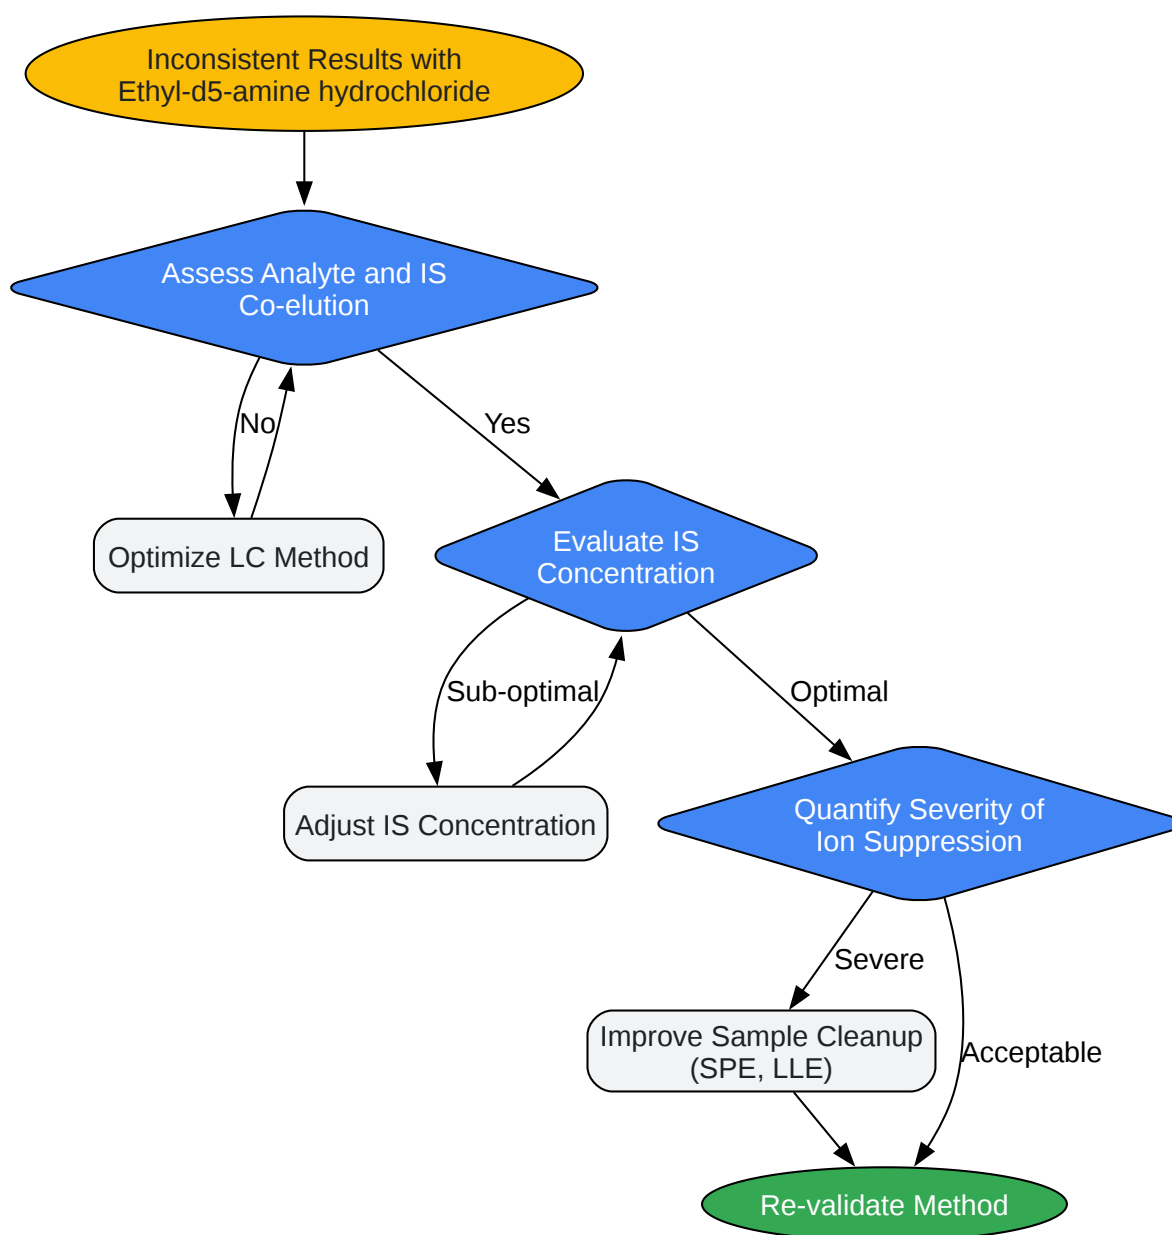 Inconsistent Results with
Ethyl-d5-amine hydrochloride
Assess Analyte and IS
Co-elution
No
Yes
Optimize LC Method
Evaluate IS
Concentration
Sub-optimal
Optimal
Adjust IS Concentration
Quantify Severity of
Ion Suppression
Severe
Improve Sample Cleanup
(SPE, LLE)
Acceptable
Re-validate Method